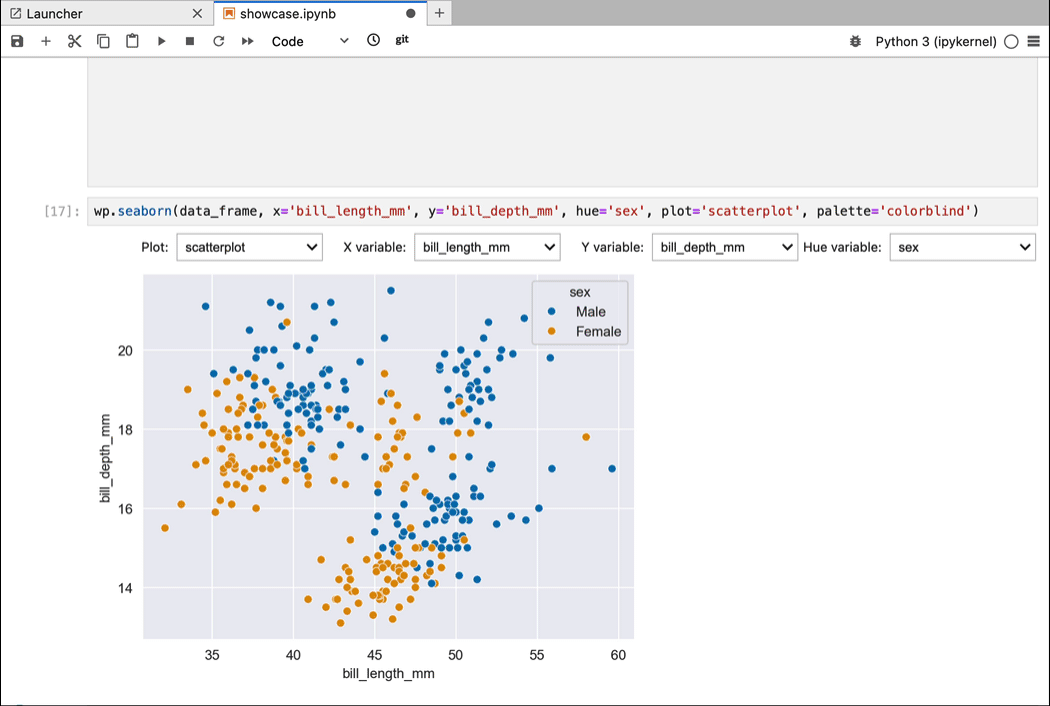 Launcher
showcase.ipynb
Code
git
Python 3 (ipykernel)
[17]: wp.seaborn(data_frame, x='bill_length_mm', y='bill_depth_mm', hue='sex', plot='scatterplot', palette='colorblind')
Plot: scatterplot X variable: bill_length_mm Y variable: bill_depth_mm Hue variable: sex
sex
Male
Female
20
18
16
14
bill_depth_mm
35 40 45 50 55 60
bill_length_mm